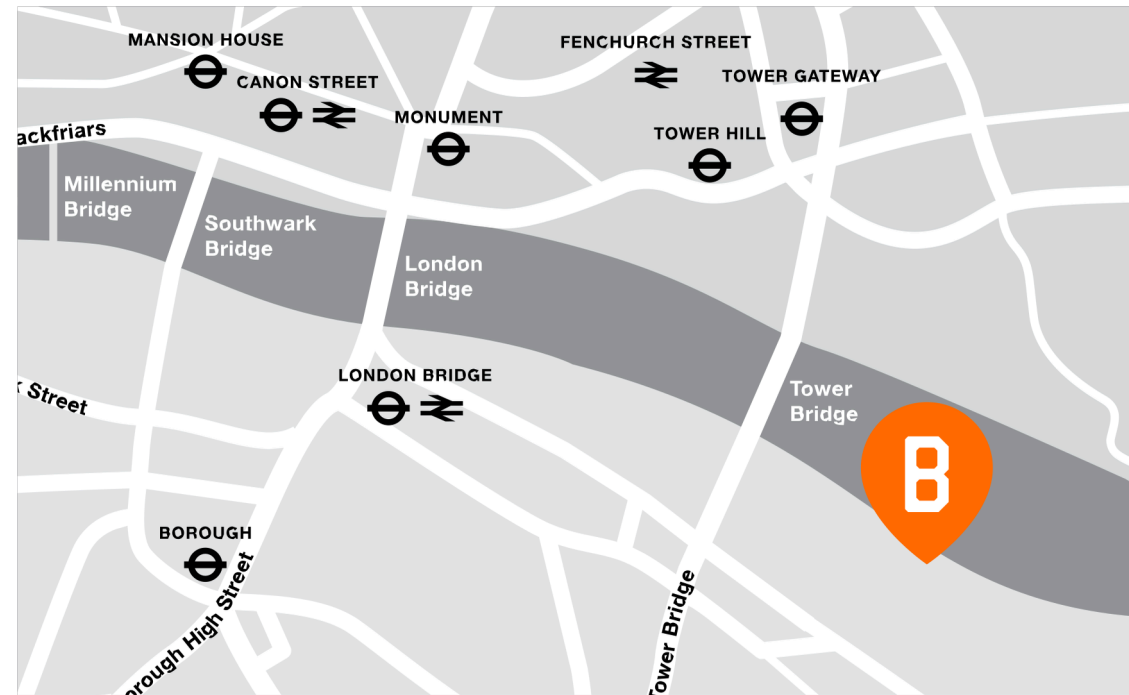 MANSION HOUSE
FENCHURCH STREET
CANON STREET
TOWER GATEWAY
MONUMENT
ackfriars
TOWER HILL
Millennium
Bridge
Southwark
Bridge
London
Bridge
LONDON BRIDGE
k Street
Tower
Bridge
B
BOROUGH
orough High Street
Tower Bridge